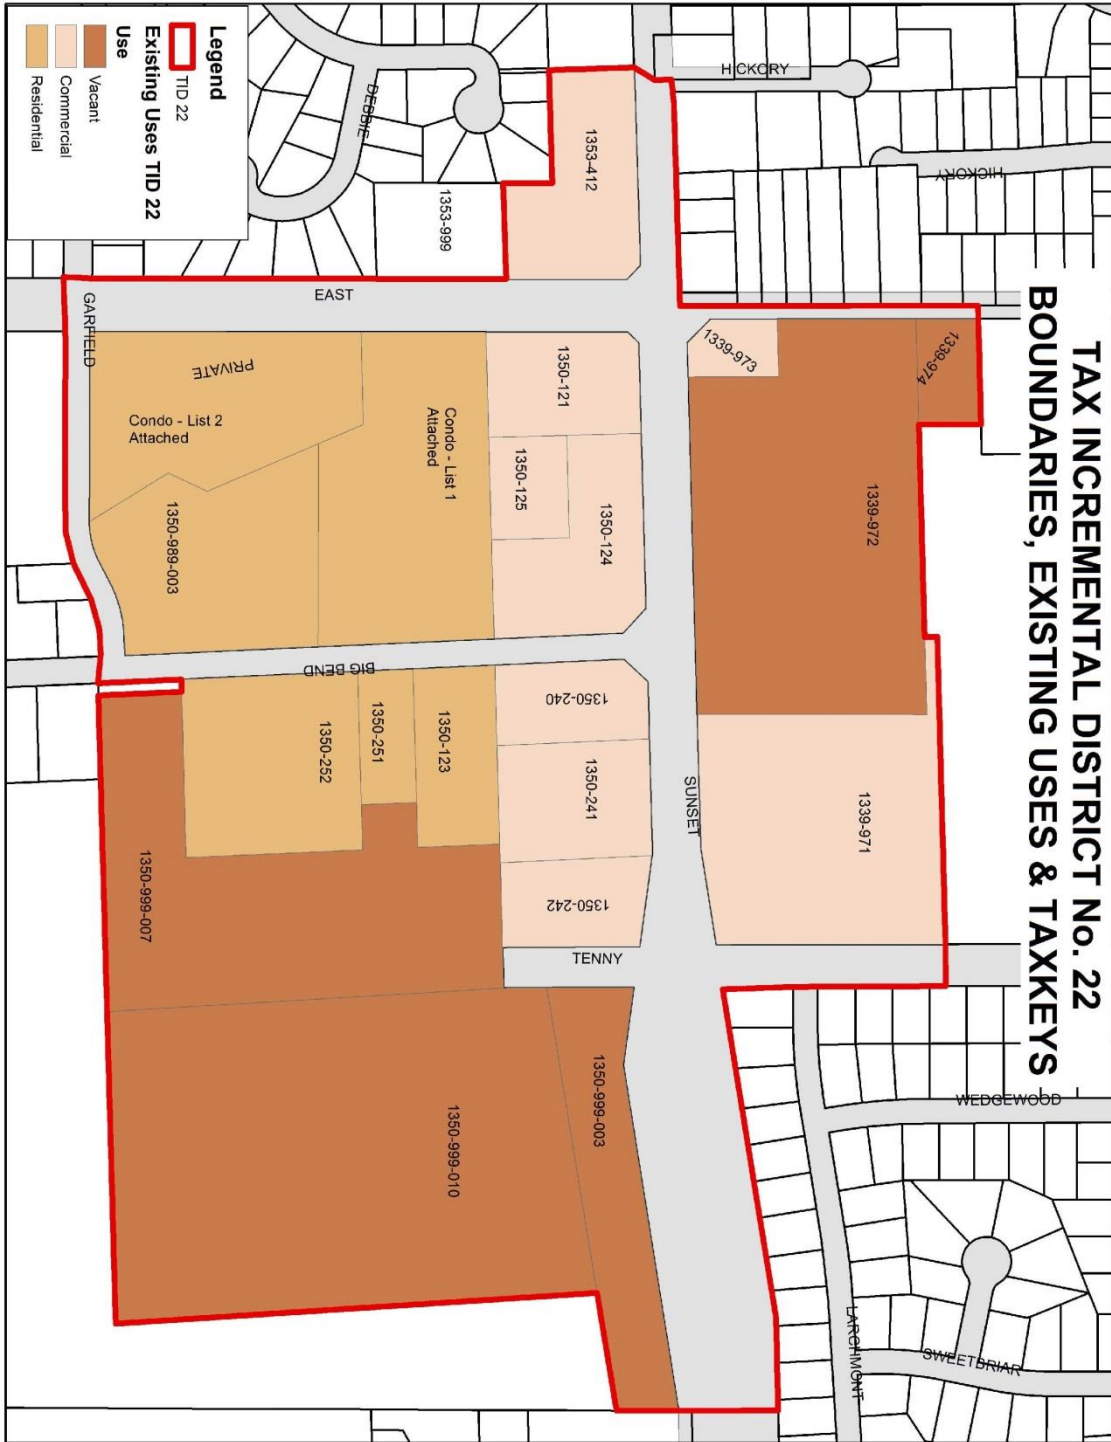 TAX INCREMENTAL DISTRICT No. 22
BOUNDARIES, EXISTING USES & TAXKEYS
HICKORY
HICKORY
WEDGEWOOD
SWEETBRIAR
LARCHMONT
1339-974
1339-973
1339-972
1339-971
SUNSET
1353-412
1353-999
DEBBIE
EAST
1350-121
1350-125
1350-124
1350-240
1350-241
1350-242
TENNY
1350-999-003
Condo - List 1
Attached
PRIVATE
Condo - List 2
Attached
1350-989-003
BIG BEND
1350-123
1350-251
1350-252
1350-999-007
1350-999-010
GARFIELD
Legend
TID 22
Existing Uses TID 22
Use
Vacant
Commercial
Residential